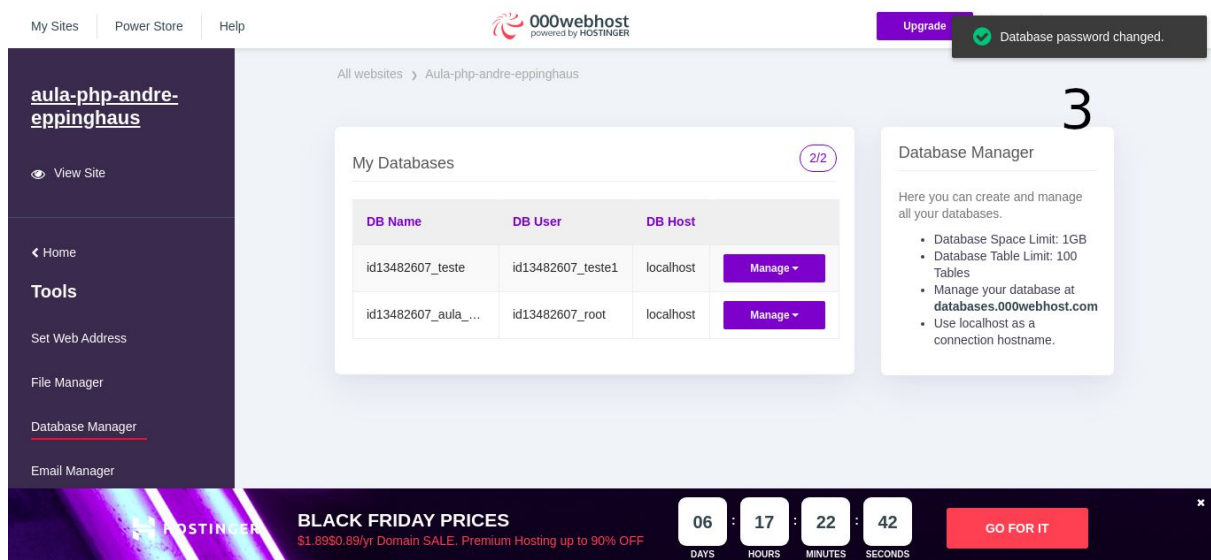 My Sites
Power Store
Help
000webhost
powered by HOSTINGER
Upgrade
Database password changed.
aula-php-andre-
eppinghaus
View Site
Home
Tools
Set Web Address
File Manager
Database Manager
Email Manager
All websites ❯ Aula-php-andre-eppinghaus
3
My Databases
2/2
DB Name DB User DB Host
id13482607_teste id13482607_teste1 localhost Manage
id13482607_aula_... id13482607_root localhost Manage
Database Manager
Here you can create and manage
all your databases.
• Database Space Limit: 1GB
• Database Table Limit: 100
Tables
• Manage your database at
databases.000webhost.com
• Use localhost as a
connection hostname.
HOSTINGER
BLACK FRIDAY PRICES
$1.89$0.89/yr Domain SALE. Premium Hosting up to 90% OFF
06 : 17 : 22 : 42
DAYS HOURS MINUTES SECONDS
GO FOR IT